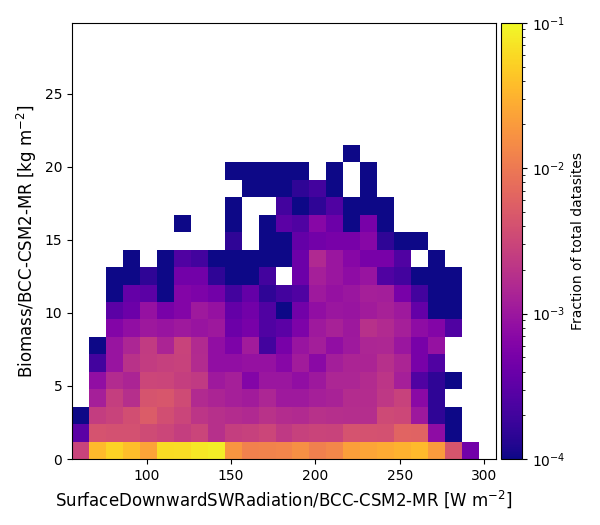 10⁻¹
25
20
15
10
5
0
10⁻²
10⁻³
10⁻⁴
Biomass/BCC-CSM2-MR [kg m⁻²]
Fraction of total datasites
100 150 200 250 300
SurfaceDownwardSWRadiation/BCC-CSM2-MR [W m⁻²]